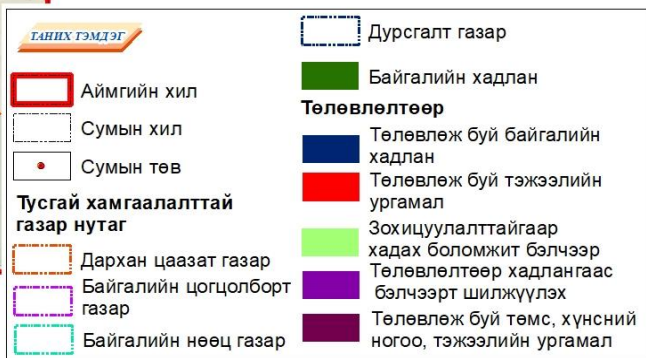 ТАНИХ ТЭМДЭГ
Аймгийн хил
Сумын хил
Сумын төв
Тусгай хамгаалалттай
газар нутаг
Дархан цаазат газар
Байгалийн цогцолборт
газар
Байгалийн нөөц газар
Дурсгалт газар
Байгалийн хадлан
Төлөвлөлтөөр
Төлөвлөж буй байгалийн
хадлан
Төлөвлөж буй тэжээлийн
ургамал
Зохицуулалттайгаар
хадах боломжит бэлчээр
Төлөвлөлтөөр хадлангаас
бэлчээрт шилжүүлэх
Төлөвлөж буй төмс, хүнсний
ногоо, тэжээлийн ургамал